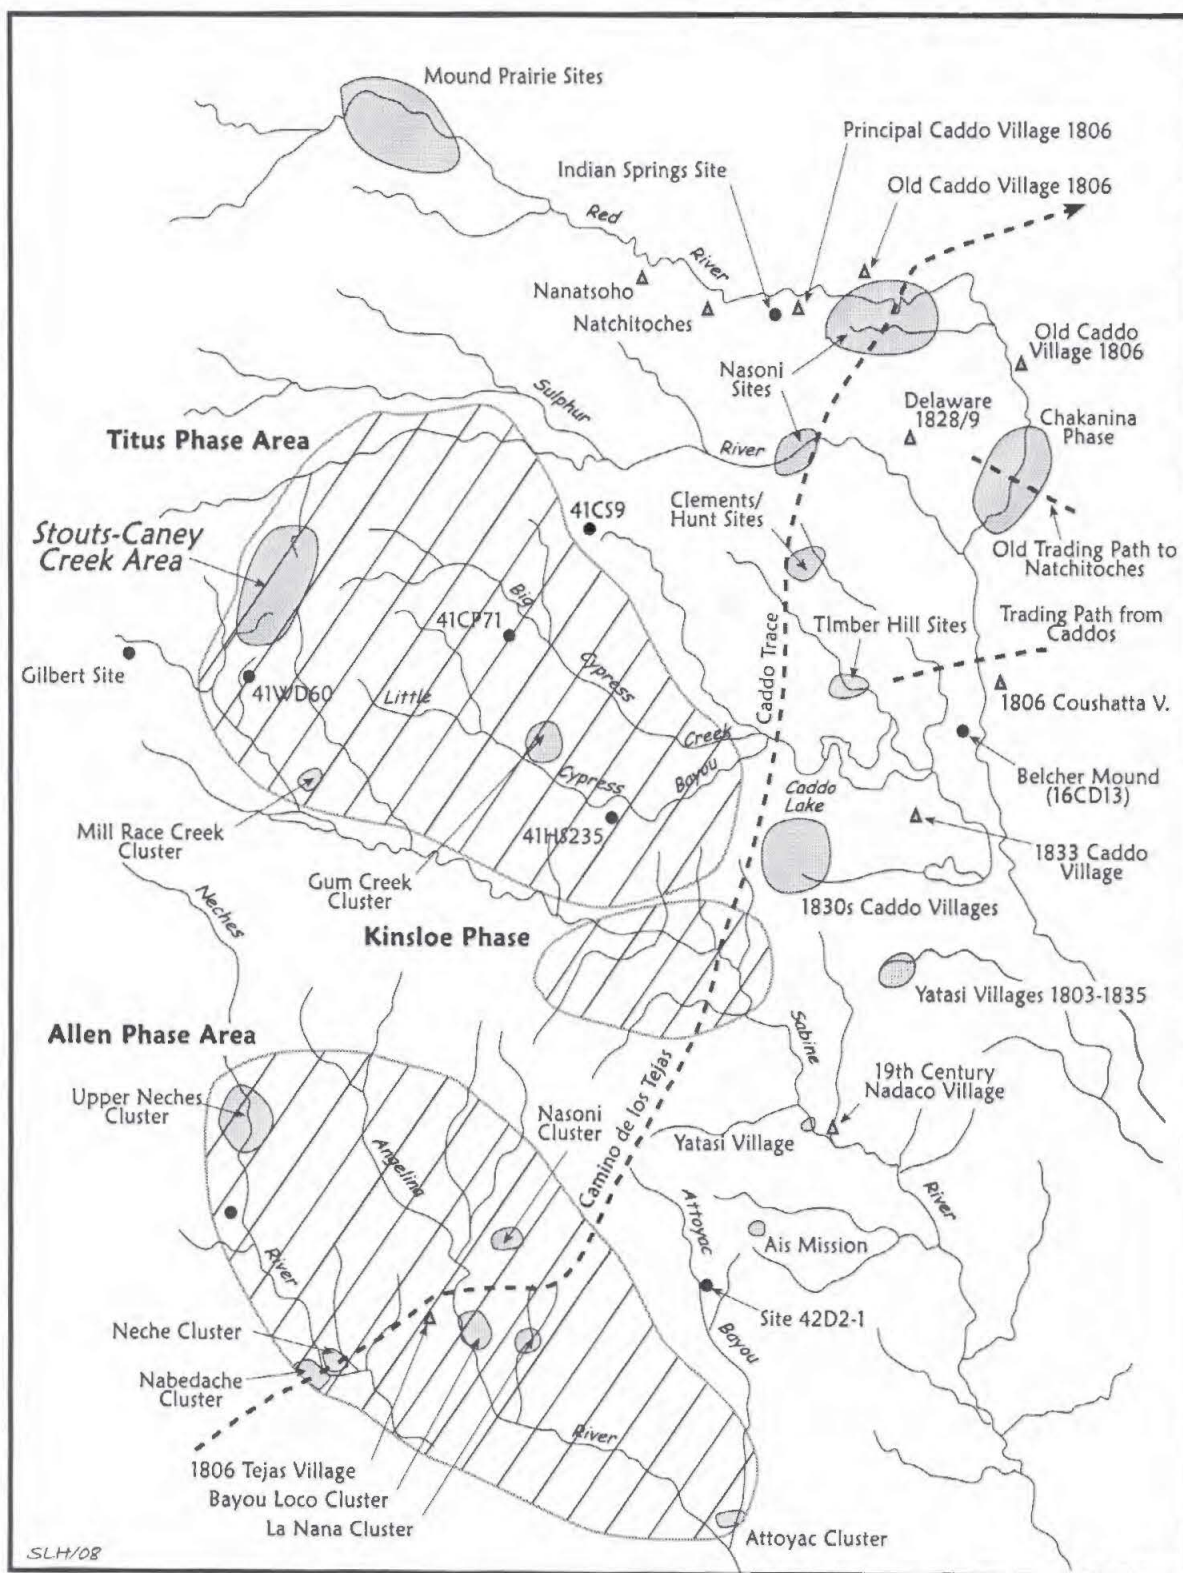 Mound Prairie Sites
Principal Caddo Village 1806
Indian Springs Site
Old Caddo Village 1806
Red
River
Nanatsoho
Natchitoches
Nasoni
Sites
Old Caddo
Village 1806
Sulphur
River
Delaware
1828/9
Chakanina
Phase
Titus Phase Area
Stouts-Caney
Creek Area
41CS9
Clements/
Hunt Sites
Old Trading Path to
Natchitoches
Big
41CP71
Cypress
Creek
TImber Hill Sites
Trading Path from
Caddos
Gilbert Site
41WD60
Little
Cypress
Bayou
Caddo Trace
1806 Coushatta V.
Belcher Mound
(16CD13)
Caddo
Lake
Mill Race Creek
Cluster
41HS235
Gum Creek
Cluster
1833 Caddo
Village
1830s Caddo Villages
Neches
Kinsloe Phase
Yatasi Villages 1803-1835
Allen Phase Area
Sabine
19th Century
Nadaco Village
Upper Neches
Cluster
Nasoni
Cluster
Camino de los Tejas
Yatasi Village
Angelina
Attoyac
River
Ais Mission
River
Site 42D2-1
Bayou
Neche Cluster
Nabedache
Cluster
River
1806 Tejas Village
Bayou Loco Cluster
La Nana Cluster
Attoyac Cluster
SLH/08